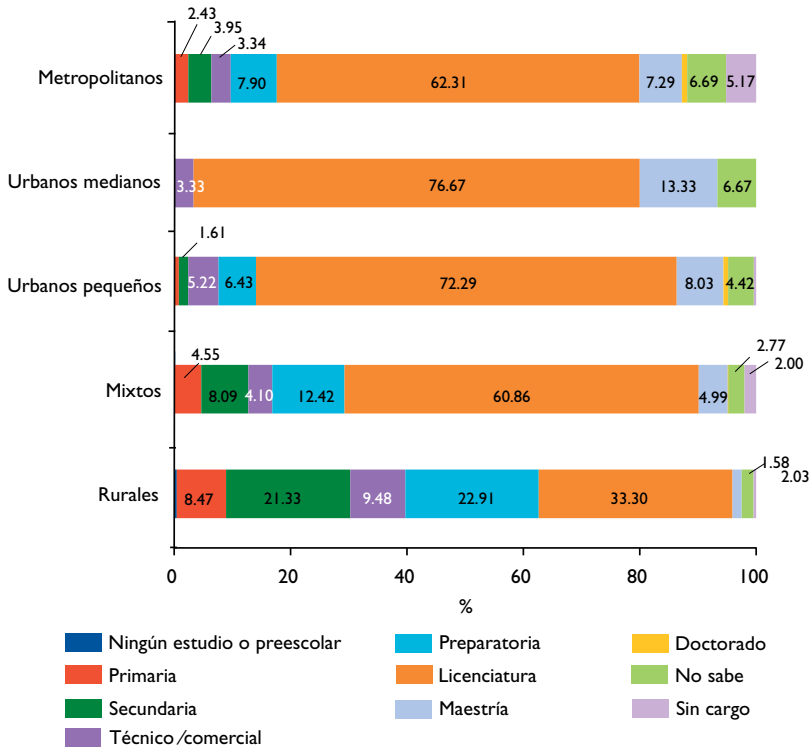 2.43
3.95
3.34
Metropolitanos
7.90
62.31
7.29
6.69
5.17
Urbanos medianos
3.33
76.67
13.33
6.67
1.61
Urbanos pequeños
5.22
6.43
72.29
8.03
4.42
4.55
2.77
2.00
Mixtos
8.09
4.10
12.42
60.86
4.99
1.58
2.03
Rurales
8.47
21.33
9.48
22.91
33.30
0 20 40 60 80 100
%
Ningún estudio o preescolar
Primaria
Secundaria
Técnico /comercial
Preparatoria
Licenciatura
Maestría
Doctorado
No sabe
Sin cargo